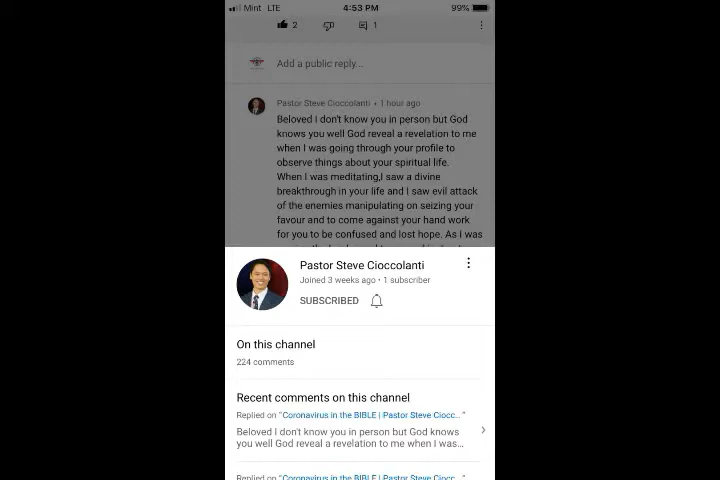 Mint LTE 4:53 PM 99%
2 1
Add a public reply...
Pastor Steve Cioccolanti • 1 hour ago
Beloved I don't know you in person but God
knows you well God reveal a revelation to me
when I was going through your profile to
observe things about your spiritual life.
When I was meditating,I saw a divine
breakthrough in your life and I saw evil attack
of the enemies manipulating on seizing your
favour and to come against your hand work
for you to be confused and lost hope. As I was
Pastor Steve Cioccolanti
Joined 3 weeks ago • 1 subscriber
SUBSCRIBED
On this channel
224 comments
Recent comments on this channel
Replied on "Coronavirus in the BIBLE | Pastor Steve Ciocc..."
Beloved I don't know you in person but God knows
you well God reveal a revelation to me when I was...
Replied on "Coronavirus in the BIBLE | Pastor Steve Ciocc..."